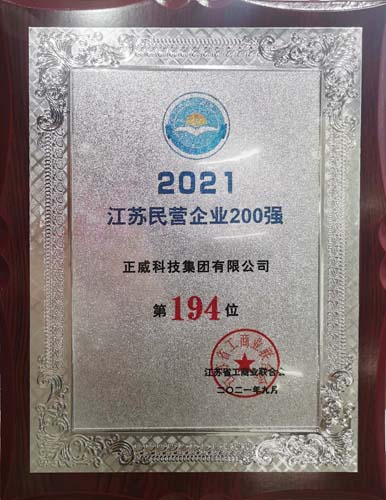 2021
江苏民营企业200强
正威科技集团有限公司
第194位
江苏省工商业联合会
二〇二一年九月